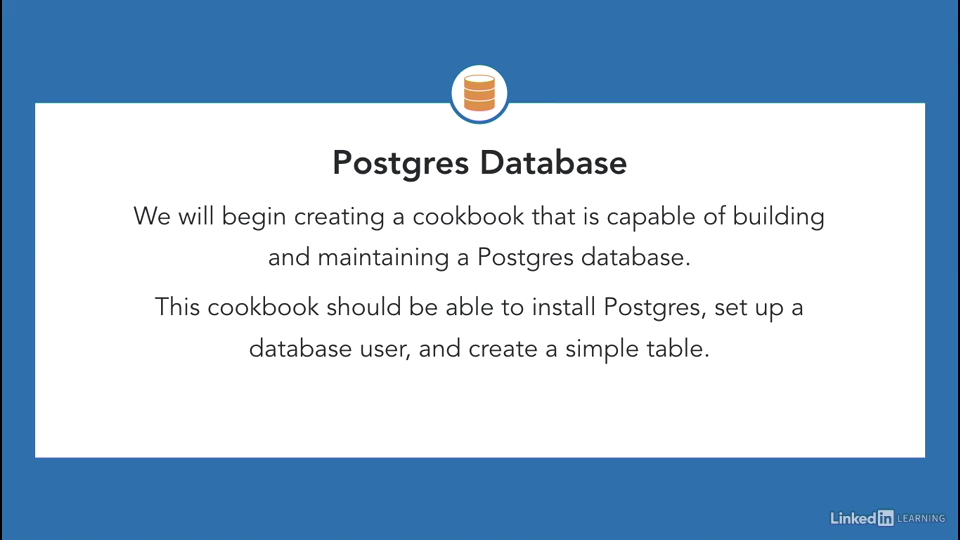 Postgres Database
We will begin creating a cookbook that is capable of building
and maintaining a Postgres database.
This cookbook should be able to install Postgres, set up a
database user, and create a simple table.
Linked in LEARNING